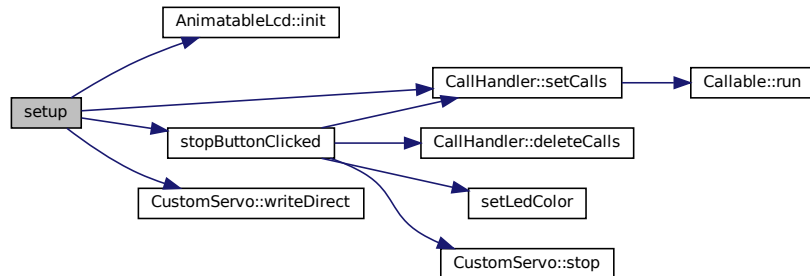 AnimatableLcd::init
CallHandler::setCalls
Callable::run
setup
stopButtonClicked
CallHandler::deleteCalls
CustomServo::writeDirect
setLedColor
CustomServo::stop